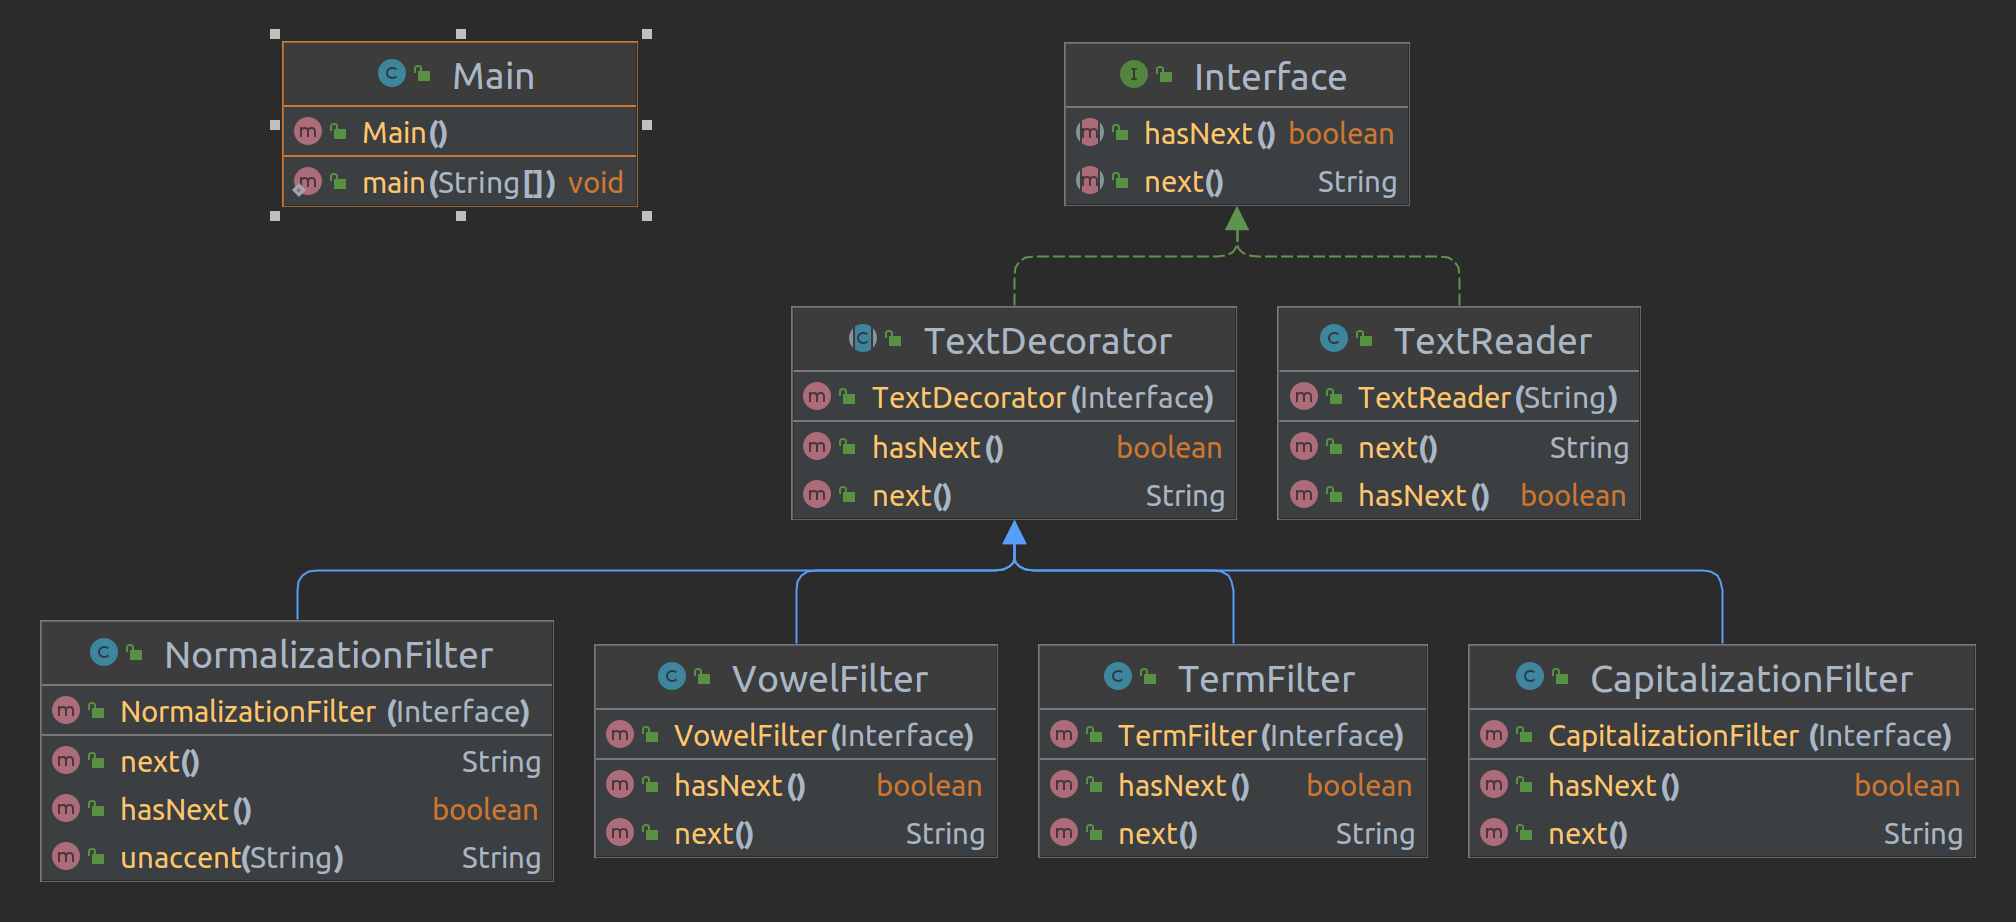 Main
Main()
main(String[]) void
Interface
hasNext() boolean
next() String
TextDecorator
TextDecorator(Interface)
hasNext() boolean
next() String
TextReader
TextReader(String)
next() String
hasNext() boolean
NormalizationFilter
NormalizationFilter (Interface)
next() String
hasNext() boolean
unaccent(String) String
VowelFilter
VowelFilter(Interface)
hasNext() boolean
next() String
TermFilter
TermFilter(Interface)
hasNext() boolean
next() String
CapitalizationFilter
CapitalizationFilter (Interface)
hasNext() boolean
next() String